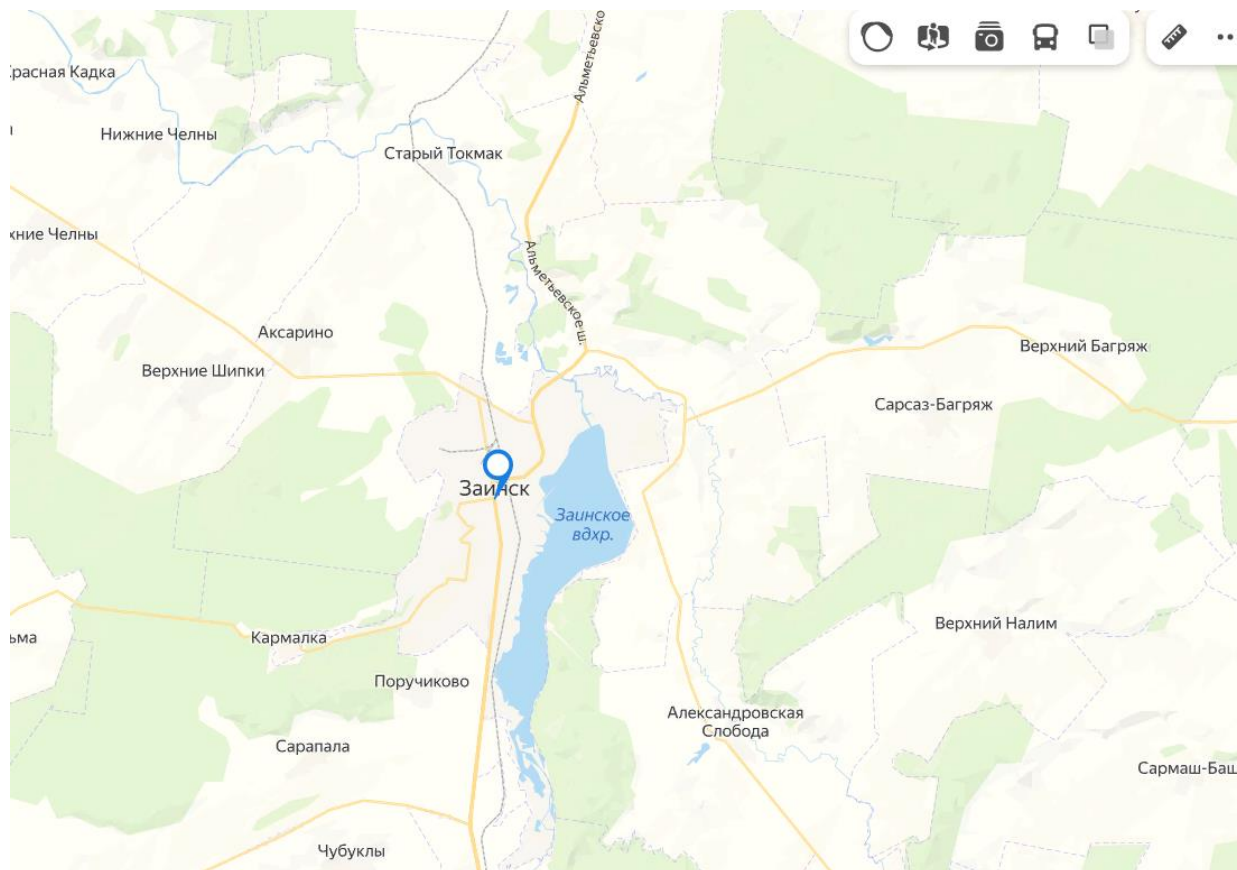 Альметьевско
Красная Кадка
Нижние Челны
Старый Токмак
хние Челны
Альметьевское ш.
Аксарино
Верхний Багряж
Верхние Шипки
Сарсаз-Багряж
Заинск
Заинское
вдхр.
Кармалка
ьма
Верхний Налим
Поручиково
Александровская
Слобода
Сарапала
Сармаш-Баш
Чубуклы